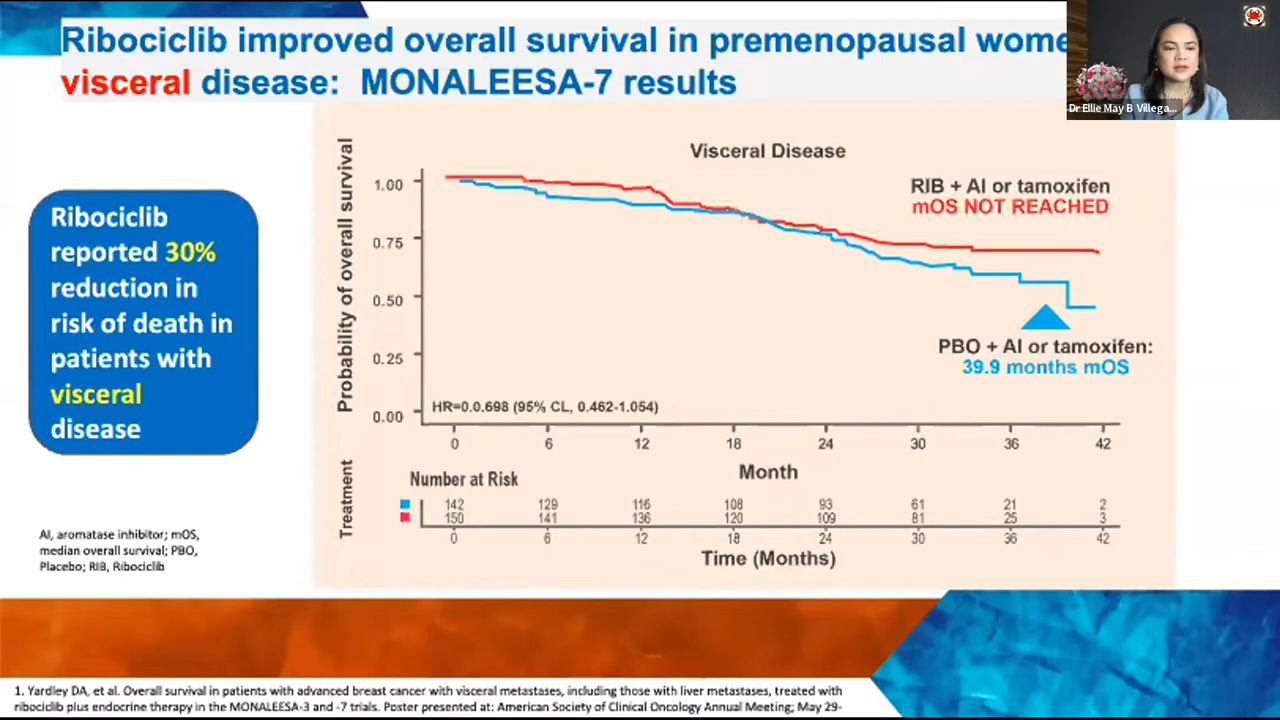 Ribociclib improved overall survival in premenopausal wome
visceral disease: MONALEESA-7 results
Dr Ellie May B Villega...
Ribociclib
reported 30%
reduction in
risk of death in
patients with
visceral
disease
AI, aromatase inhibitor; mOS,
median overall survival; PBO,
Placebo; RIB, Ribociclib
Visceral Disease
Probability of overall survival
1.00
0.75
0.50
0.25
0.00
RIB + AI or tamoxifen
mOS NOT REACHED
PBO + AI or tamoxifen:
39.9 months mOS
HR=0.0.698 (95% CL, 0.462-1.054)
0 6 12 18 24 30 36 42
Month
Number at Risk
Treatment
142 129 116 108 93 61 21 2
150 141 136 120 109 81 25 3
0 6 12 18 24 30 36 42
Time (Months)
1. Yardley DA, et al. Overall survival in patients with advanced breast cancer with visceral metastases, including those with liver metastases, treated with
ribociclib plus endocrine therapy in the MONALEESA-3 and -7 trials. Poster presented at: American Society of Clinical Oncology Annual Meeting; May 29-